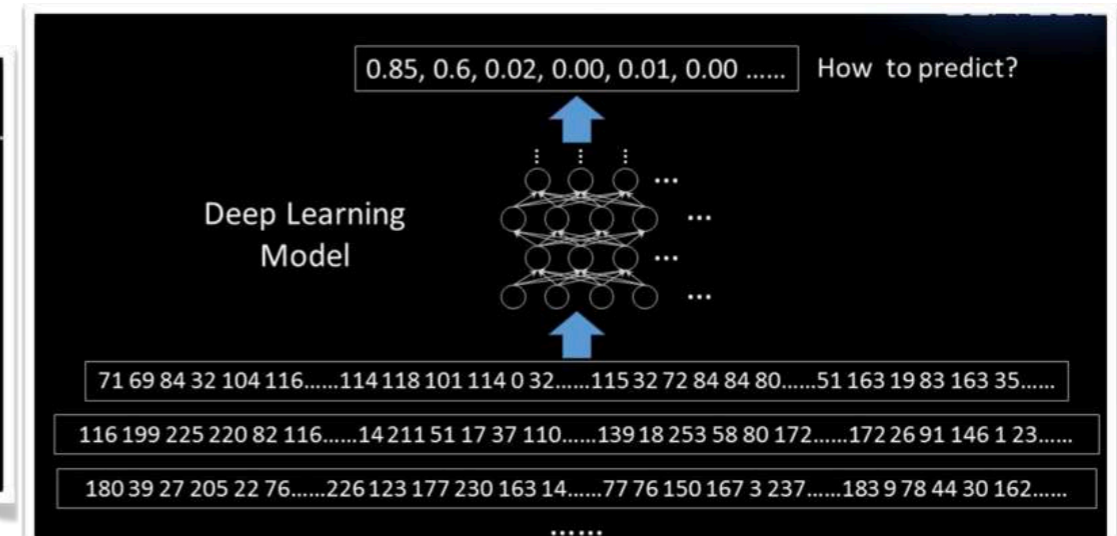 0.85, 0.6, 0.02, 0.00, 0.01, 0.00 ...... How to predict?
Deep Learning
Model
71 69 84 32 104 116......114 118 101 114 0 32......115 32 72 84 84 80......51 163 19 83 163 35......
116 199 225 220 82 116......14 211 51 17 37 110......139 18 253 58 80 172......172 26 91 146 1 23......
180 39 27 205 22 76......226 123 177 230 163 14......77 76 150 167 3 237......183 9 78 44 30 162......
......